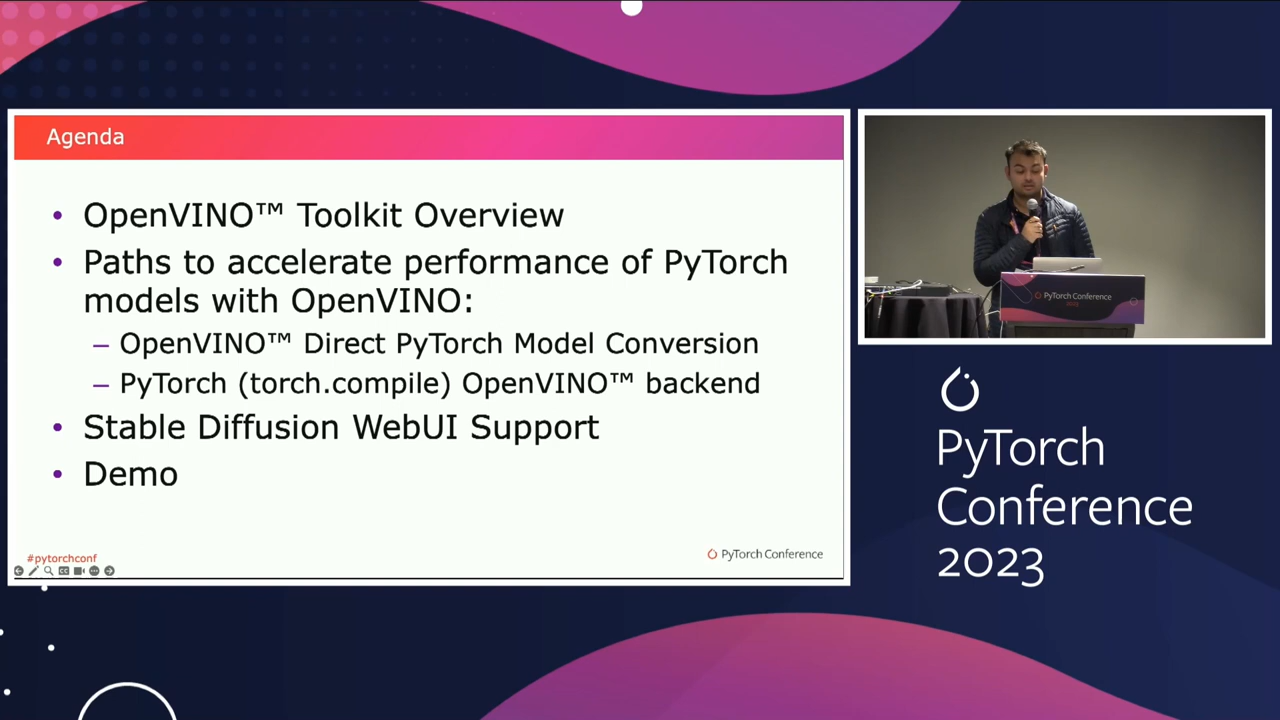 Agenda
• OpenVINO™ Toolkit Overview
• Paths to accelerate performance of PyTorch
models with OpenVINO:
– OpenVINO™ Direct PyTorch Model Conversion
– PyTorch (torch.compile) OpenVINO™ backend
• Stable Diffusion WebUI Support
• Demo
#pytorchconf
PyTorch Conference
PyTorch Conference
2023
PyTorch
Conference
2023